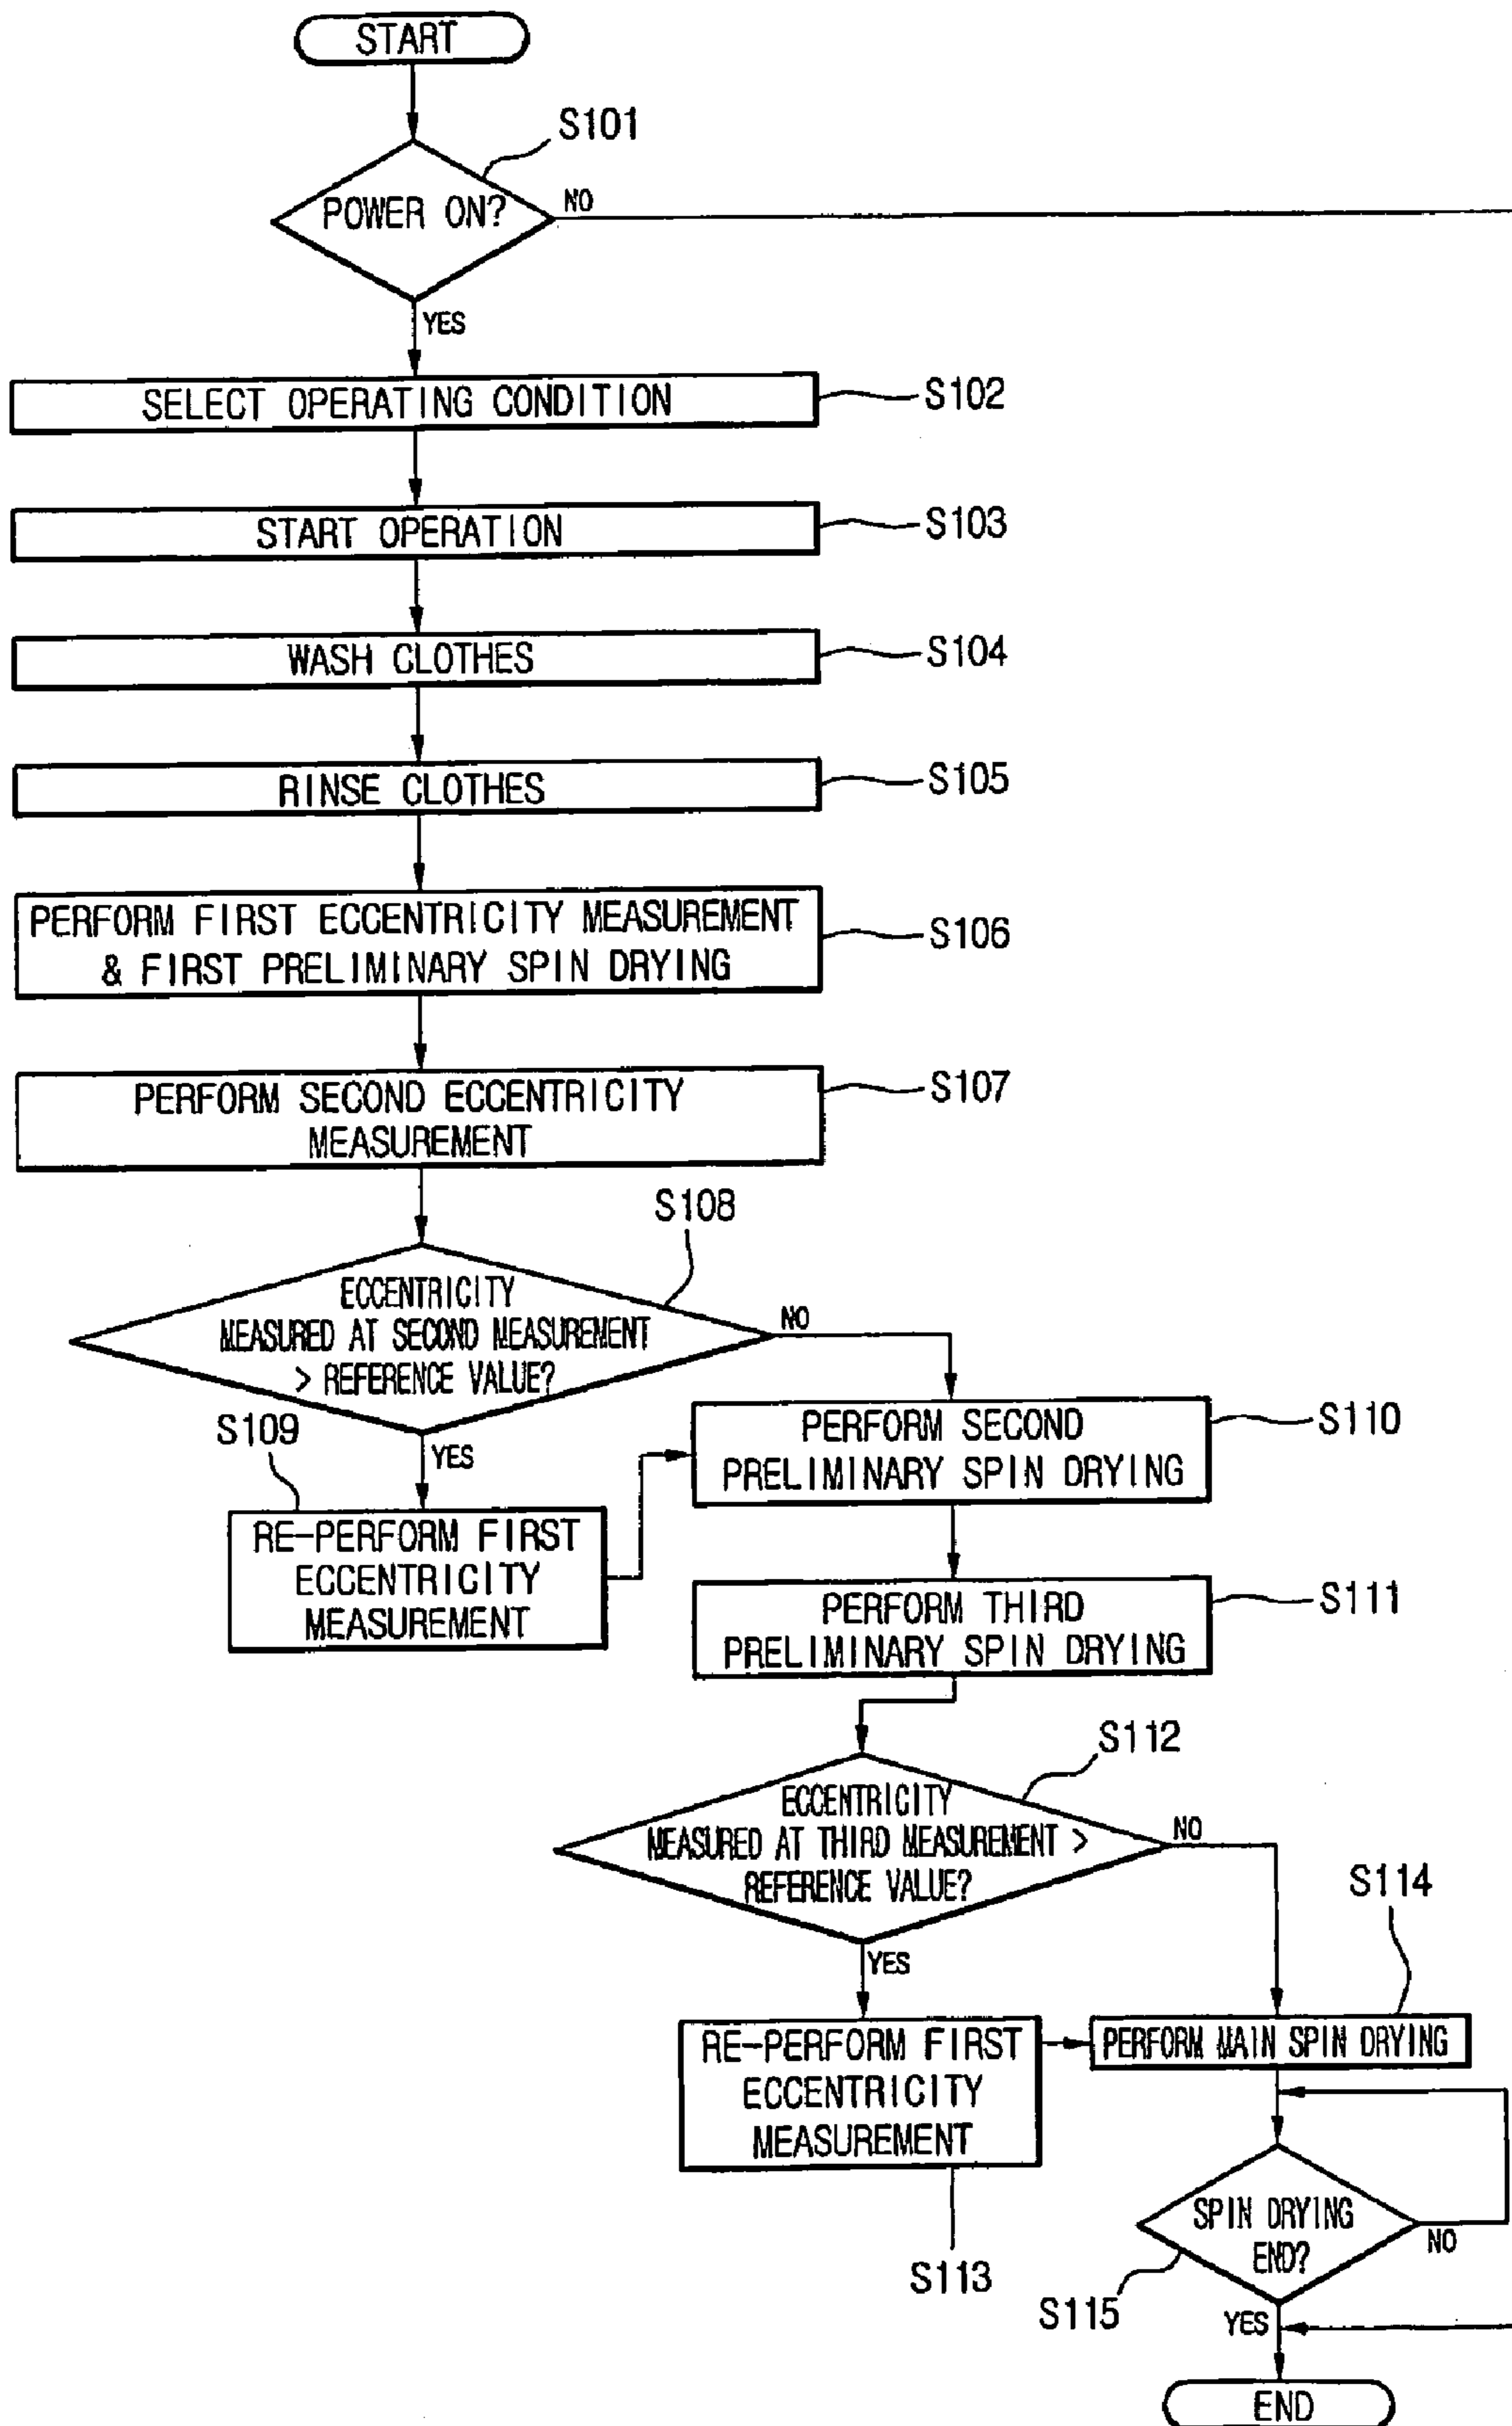 START
S101
POWER ON?
NO
YES
SELECT OPERATING CONDITION
S102
START OPERATION
S103
WASH CLOTHES
S104
RINSE CLOTHES
S105
PERFORM FIRST ECCENTRICITY MEASUREMENT
& FIRST PRELIMINARY SPIN DRYING
S106
PERFORM SECOND ECCENTRICITY
MEASUREMENT
S107
S108
ECCENTRICITY
MEASURED AT SECOND MEASUREMENT
> REFERENCE VALUE?
NO
YES
S109
RE-PERFORM FIRST
ECCENTRICITY
MEASUREMENT
PERFORM SECOND
PRELIMINARY SPIN DRYING
S110
PERFORM THIRD
PRELIMINARY SPIN DRYING
S111
S112
ECCENTRICITY
MEASURED AT THIRD MEASUREMENT >
REFERENCE VALUE?
NO
YES
S114
RE-PERFORM FIRST
ECCENTRICITY
MEASUREMENT
S113
PERFORM MAIN SPIN DRYING
SPIN DRYING
END?
NO
S115
YES
END